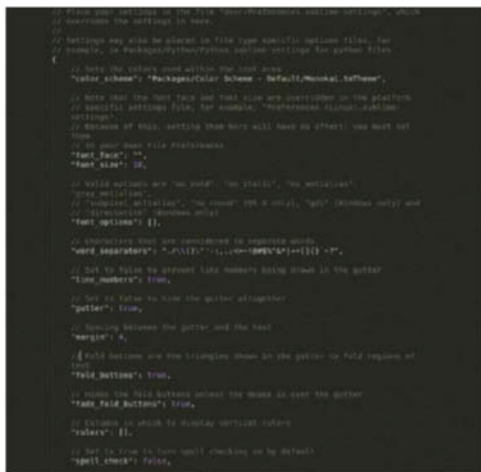 // Place your settings in the file "User/Preferences.sublime-settings", which
// overrides the settings in here.
//
// Settings may also be placed in file type specific options files, for
// example, in Packages/Python/Python.sublime-settings for python files
{
// Sets the colors used within the text area
"color_scheme": "Packages/Color Scheme - Default/Monokai.tmTheme",
// Note that the font_face and font_size are overridden in the platform
// specific settings file, for example, "Preferences (Linux).sublime-
settings".
// Because of this, setting them here will have no effect: you must set
them
// in your User File Preferences
"font_face": "",
"font_size": 10,
// Valid options are "no_bold", "no_italic", "no_antialias",
"gray_antialias",
// "subpixel_antialias", "no_round" (OS X only), "gdi" (Windows only) and
// "directwrite" (Windows only)
"font_options": [],
// Characters that are considered to separate words
"word_separators":
// Set to false to prevent line numbers being drawn in the gutter
"line_numbers": true,
// Set to false to hide the gutter altogether
"gutter": true,
// Spacing between the gutter and the text
"margin": 4,
// Fold buttons are the triangles shown in the gutter to fold regions of
text
"fold_buttons": true,
// Hides the fold buttons unless the mouse is over the gutter
"fade_fold_buttons": true,
// Columns in which to display vertical rulers
"rulers": [],
// Set to true to turn spell checking on by default
"spell_check": false,